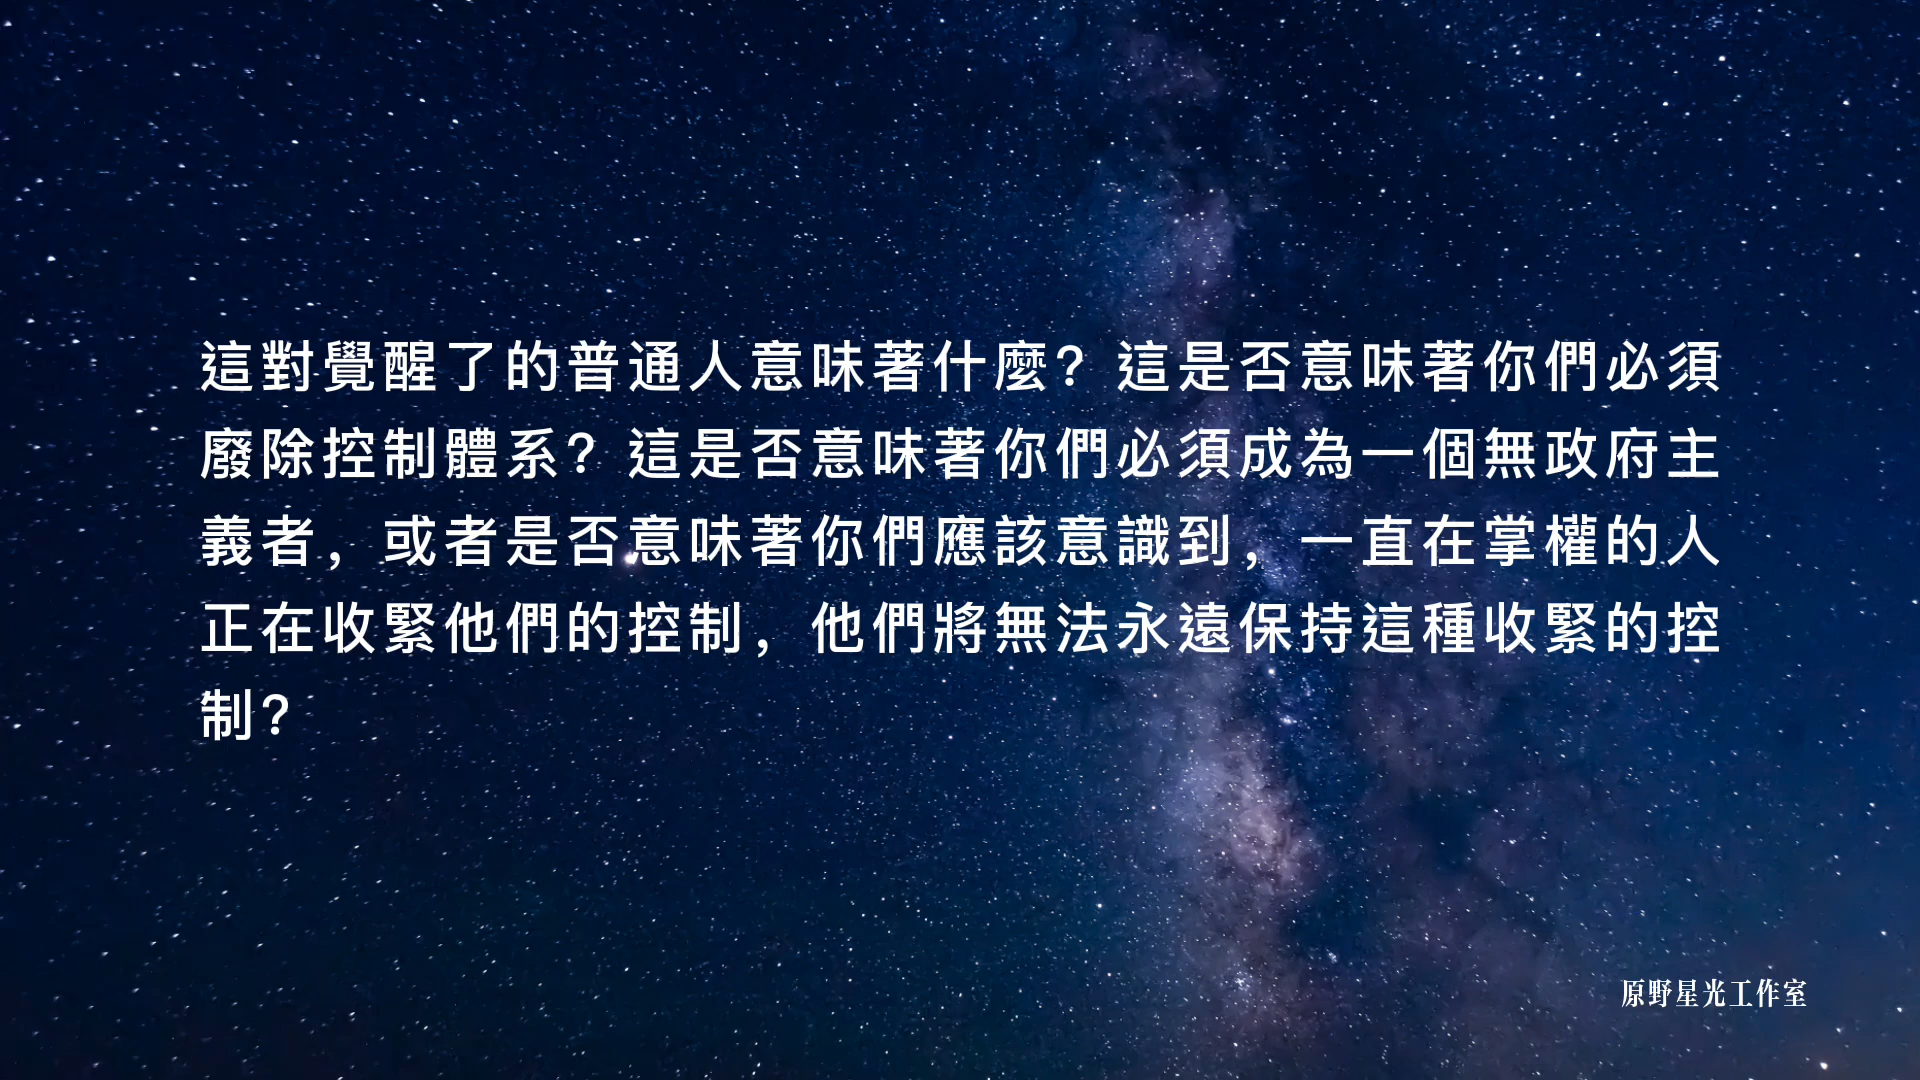 這對覺醒了的普通人意味著什麼？這是否意味著你們必須
廢除控制體系？這是否意味著你們必須成為一個無政府主
義者，或者是否意味著你們應該意識到，一直在掌權的人
正在收緊他們的控制，他們將無法永遠保持這種收緊的控
制？
原野星光工作室